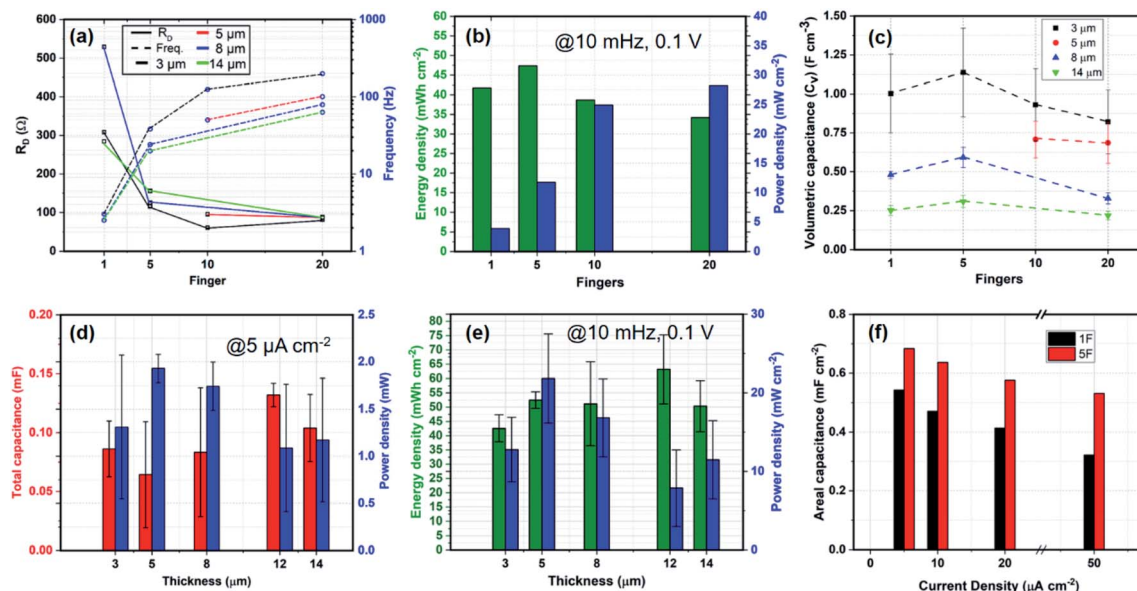 (a)
R_D
Freq.
3 µm
5 µm
8 µm
14 µm
600
500
400
300
200
100
0
R_D (Ω)
1000
100
10
1
Frequency (Hz)
1 5 10 20
Finger
(b)
@10 mHz, 0.1 V
60
55
50
45
40
35
30
25
20
15
10
5
0
Energy density (mWh cm⁻²)
40
35
30
25
20
15
10
5
0
Power density (mW cm⁻²)
1 5 10 20
Fingers
(c)
3 µm
5 µm
8 µm
14 µm
1.50
1.25
1.00
0.75
0.50
0.25
0.00
Volumetric capacitance (Cᵥ) (F cm⁻³)
1 5 10 20
Fingers
(d)
@5 µA cm⁻²
0.20
0.15
0.10
0.05
0.00
Total capacitance (mF)
2.5
2.0
1.5
1.0
0.5
0.0
Power density (mW)
3 5 8 12 14
Thickness (µm)
(e)
@10 mHz, 0.1 V
80
75
70
65
60
55
50
45
40
35
30
25
20
15
10
5
0
Energy density (mWh cm⁻²)
30
20
10
0
Power density (mW cm⁻²)
3 5 8 12 14
Thickness (µm)
(f)
1F
5F
0.8
0.6
0.4
0.2
0.0
Areal capacitance (mF cm⁻²)
0 10 20 50
Current Density (µA cm⁻²)